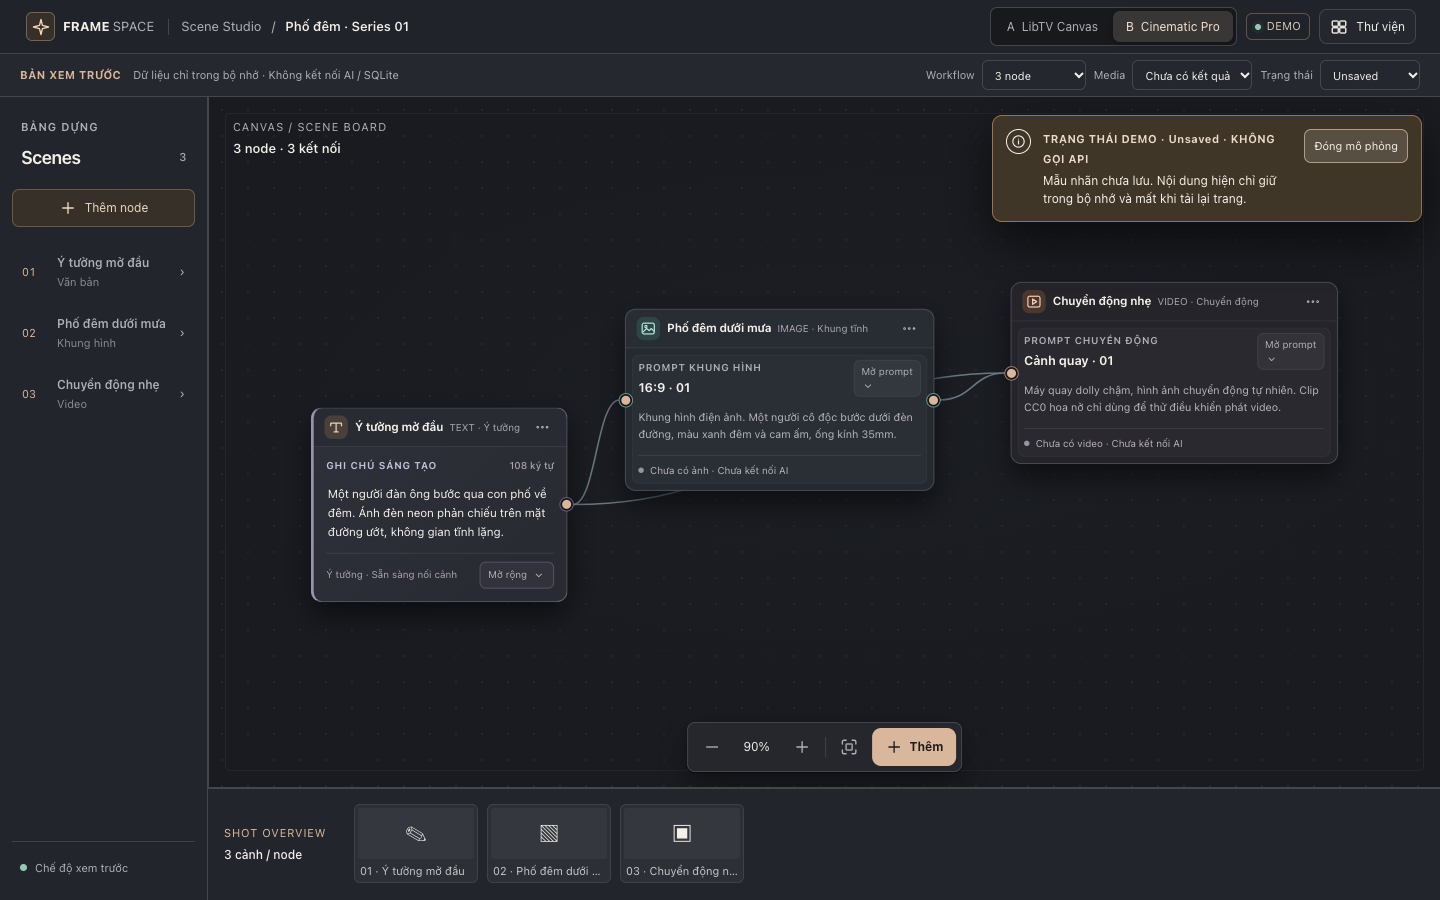 FRAME SPACE
Scene Studio / Phố đêm · Series 01
A LibTV Canvas
B Cinematic Pro
DEMO
Thư viện
BẢN XEM TRƯỚC
Dữ liệu chỉ trong bộ nhớ · Không kết nối AI / SQLite
Workflow
3 node
Media
Chưa có kết quả
Trạng thái
Unsaved
BẢNG DỰNG
Scenes
3
Thêm node
01
Ý tưởng mở đầu
Văn bản
02
Phố đêm dưới mưa
Khung hình
03
Chuyển động nhẹ
Video
Chế độ xem trước
CANVAS / SCENE BOARD
3 node · 3 kết nối
TRẠNG THÁI DEMO · Unsaved · KHÔNG
GỌI API
Mẫu nhãn chưa lưu. Nội dung hiện chỉ giữ
trong bộ nhớ và mất khi tải lại trang.
Đóng mô phỏng
Ý tưởng mở đầu TEXT · Ý tưởng
GHI CHÚ SÁNG TẠO
108 ký tự
Một người đàn ông bước qua con phố về
đêm. Ánh đèn neon phản chiếu trên mặt
đường ướt, không gian tĩnh lặng.
Ý tưởng · Sẵn sàng nối cảnh
Mở rộng
Phố đêm dưới mưa IMAGE · Khung tĩnh
PROMPT KHUNG HÌNH
16:9 · 01
Mở prompt
Khung hình điện ảnh. Một người cô độc bước dưới đèn
đường, màu xanh đêm và cam ấm, ống kính 35mm.
Chưa có ảnh · Chưa kết nối AI
Chuyển động nhẹ VIDEO · Chuyển động
PROMPT CHUYỂN ĐỘNG
Cảnh quay · 01
Mở prompt
Máy quay dolly chậm, hình ảnh chuyển động tự nhiên. Clip
CC0 hoa nở chỉ dùng để thử điều khiển phát video.
Chưa có video · Chưa kết nối AI
90%
Thêm
SHOT OVERVIEW
3 cảnh / node
01 · Ý tưởng mở đầu
02 · Phố đêm dưới ...
03 · Chuyển động n...